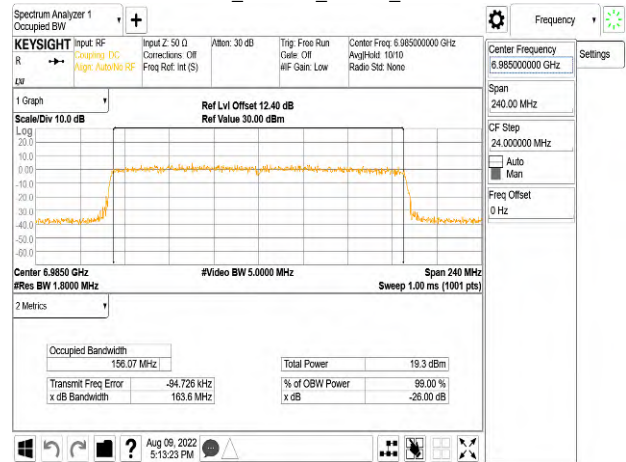 Spectrum Analyzer 1
Occupied BW
Frequency
KEYSIGHT
Input: RF
Coupling: DC
Align: Auto/No RF
Input Z: 50 Ω
Corrections: Off
Freq Ref: Int (S)
Atten: 30 dB
Trig: Free Run
Gate: Off
#IF Gain: Low
Center Freq: 6.985000000 GHz
Avg|Hold: 10/10
Radio Std: None
R
Center Frequency
6.985000000 GHz
Settings
Span
240.00 MHz
CF Step
24.000000 MHz
Auto
Man
Freq Offset
0 Hz
1 Graph
Scale/Div 10.0 dB
Ref Lvl Offset 12.40 dB
Ref Value 30.00 dBm
Log
20.0
10.0
0.00
-10.0
-20.0
-30.0
-40.0
-50.0
-60.0
Center 6.9850 GHz
#Video BW 5.0000 MHz
Span 240 MHz
#Res BW 1.8000 MHz
Sweep 1.00 ms (1001 pts)
2 Metrics
Occupied Bandwidth
156.07 MHz
Total Power 19.3 dBm
Transmit Freq Error -94.726 kHz
% of OBW Power 99.00 %
x dB Bandwidth 163.6 MHz
x dB -26.00 dB
?
Aug 09, 2022
5:13:23 PM